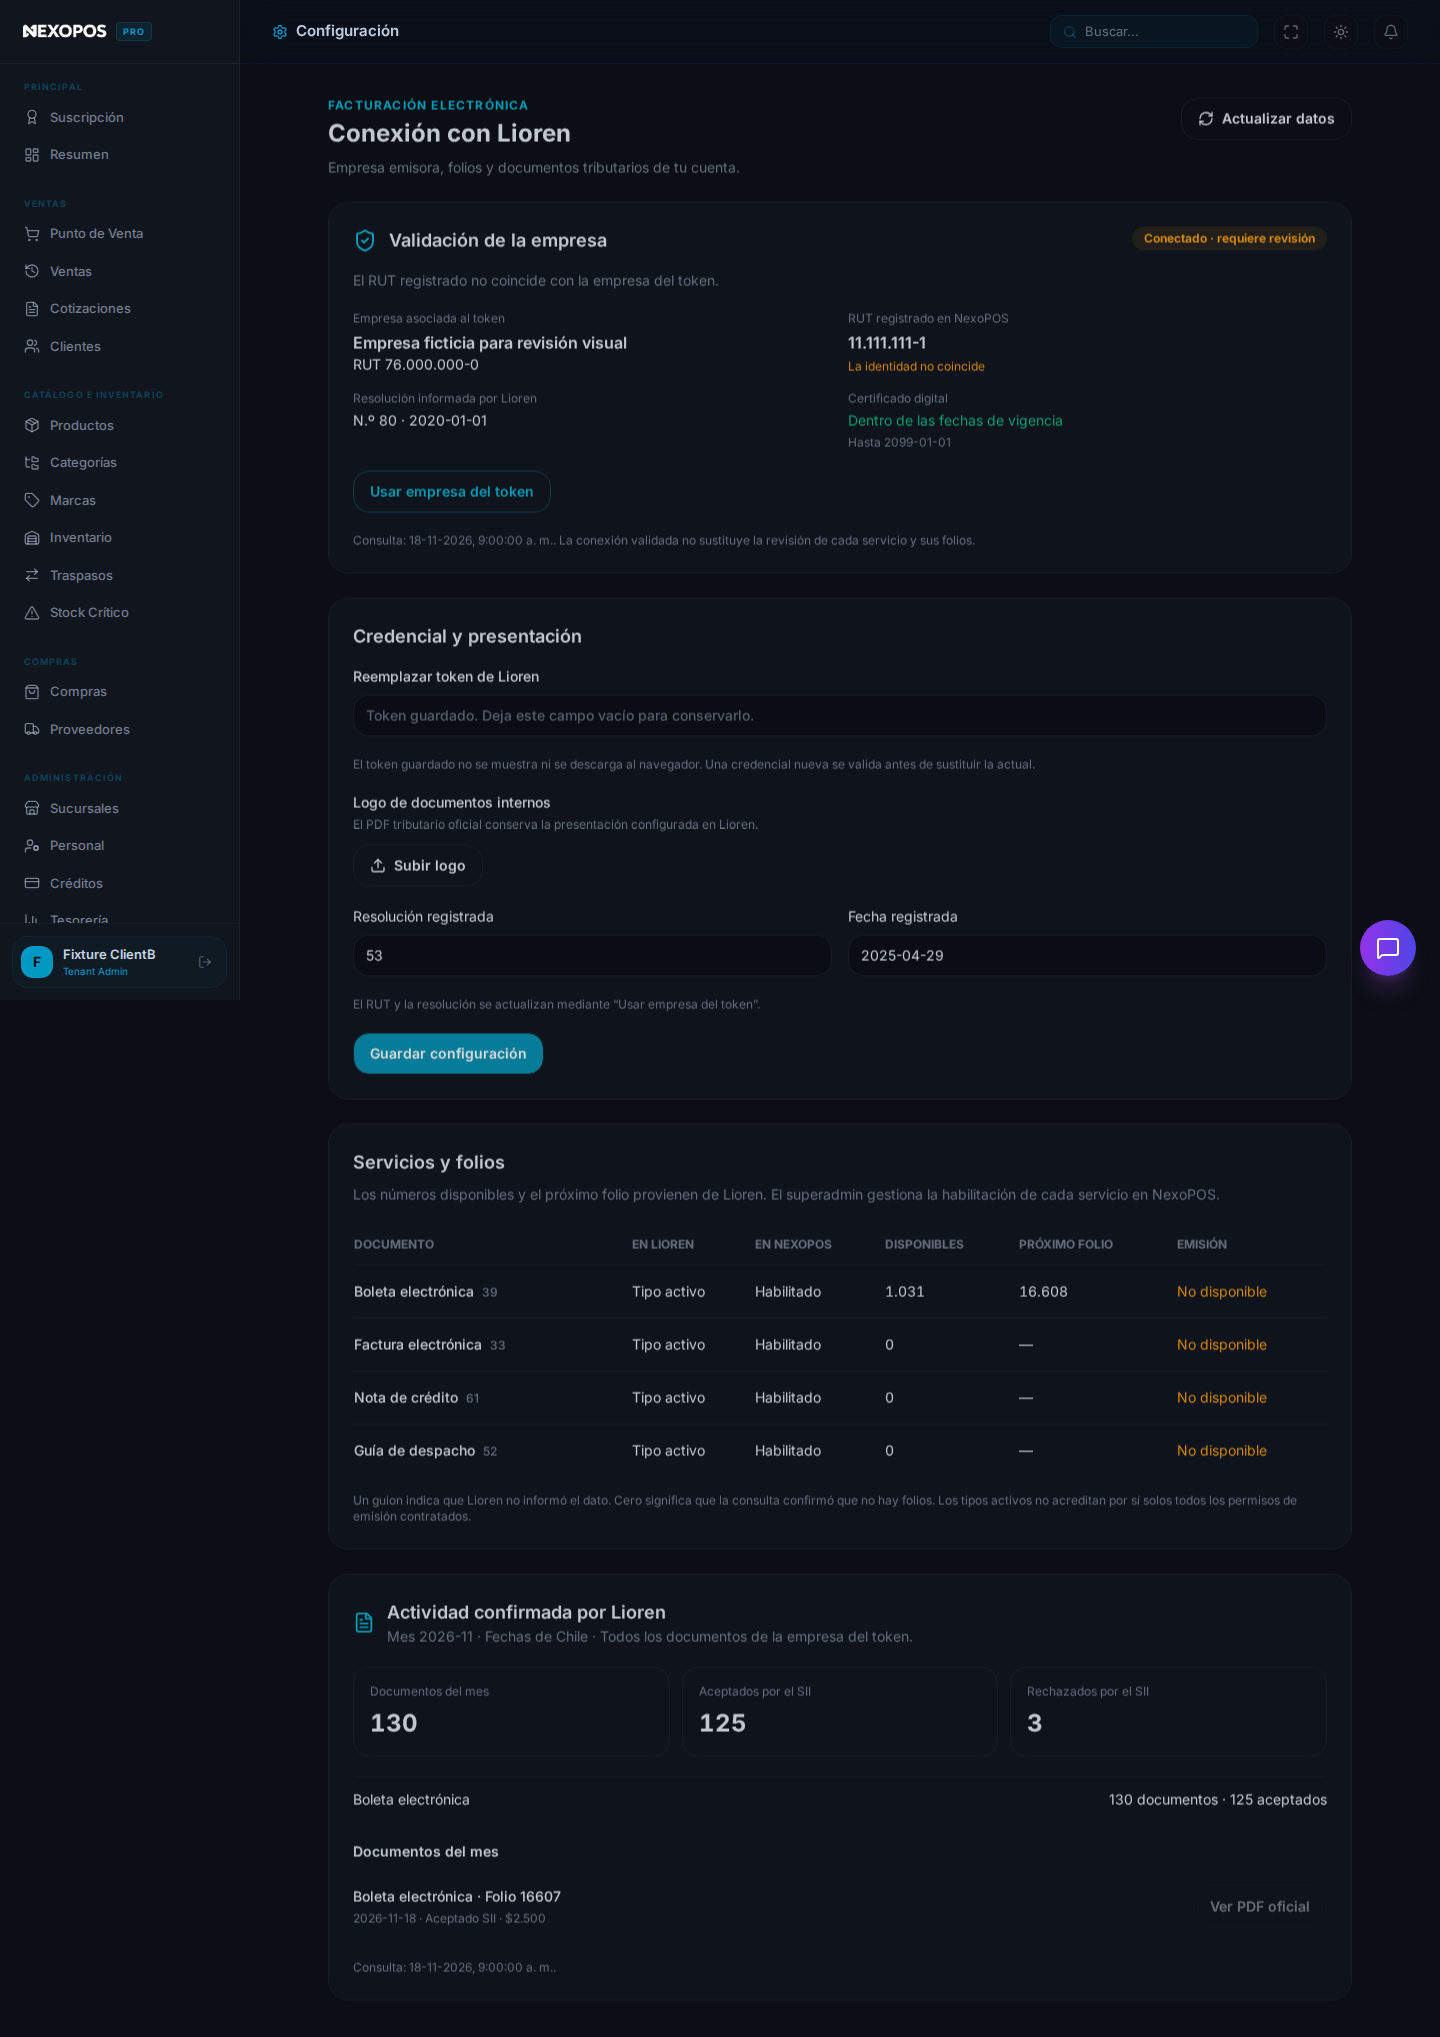 NEXOPOS PRO
PRINCIPAL
Suscripción
Resumen
VENTAS
Punto de Venta
Ventas
Cotizaciones
Clientes
CATÁLOGO E INVENTARIO
Productos
Categorías
Marcas
Inventario
Traspasos
Stock Crítico
COMPRAS
Compras
Proveedores
ADMINISTRACIÓN
Sucursales
Personal
Créditos
Tesorería
F
Fixture ClientB
Tenant Admin
Configuración
Buscar...
FACTURACIÓN ELECTRÓNICA
Conexión con Lioren
Empresa emisora, folios y documentos tributarios de tu cuenta.
Actualizar datos
Validación de la empresa
Conectado · requiere revisión
El RUT registrado no coincide con la empresa del token.
Empresa asociada al token
Empresa ficticia para revisión visual
RUT 76.000.000-0
RUT registrado en NexoPOS
11.111.111-1
La identidad no coincide
Resolución informada por Lioren
N.º 80 · 2020-01-01
Certificado digital
Dentro de las fechas de vigencia
Hasta 2099-01-01
Usar empresa del token
Consulta: 18-11-2026, 9:00:00 a. m.. La conexión validada no sustituye la revisión de cada servicio y sus folios.
Credencial y presentación
Reemplazar token de Lioren
Token guardado. Deja este campo vacío para conservarlo.
El token guardado no se muestra ni se descarga al navegador. Una credencial nueva se valida antes de sustituir la actual.
Logo de documentos internos
El PDF tributario oficial conserva la presentación configurada en Lioren.
Subir logo
Resolución registrada
53
Fecha registrada
2025-04-29
El RUT y la resolución se actualizan mediante “Usar empresa del token”.
Guardar configuración
Servicios y folios
Los números disponibles y el próximo folio provienen de Lioren. El superadmin gestiona la habilitación de cada servicio en NexoPOS.
DOCUMENTO EN LIOREN EN NEXOPOS DISPONIBLES PRÓXIMO FOLIO EMISIÓN
Boleta electrónica 39 Tipo activo Habilitado 1.031 16.608 No disponible
Factura electrónica 33 Tipo activo Habilitado 0 — No disponible
Nota de crédito 61 Tipo activo Habilitado 0 — No disponible
Guía de despacho 52 Tipo activo Habilitado 0 — No disponible
Un guion indica que Lioren no informó el dato. Cero significa que la consulta confirmó que no hay folios. Los tipos activos no acreditan por sí solos todos los permisos de
emisión contratados.
Actividad confirmada por Lioren
Mes 2026-11 · Fechas de Chile · Todos los documentos de la empresa del token.
Documentos del mes
130
Aceptados por el SII
125
Rechazados por el SII
3
Boleta electrónica 130 documentos · 125 aceptados
Documentos del mes
Boleta electrónica · Folio 16607
2026-11-18 · Aceptado SII · $2.500
Ver PDF oficial
Consulta: 18-11-2026, 9:00:00 a. m..